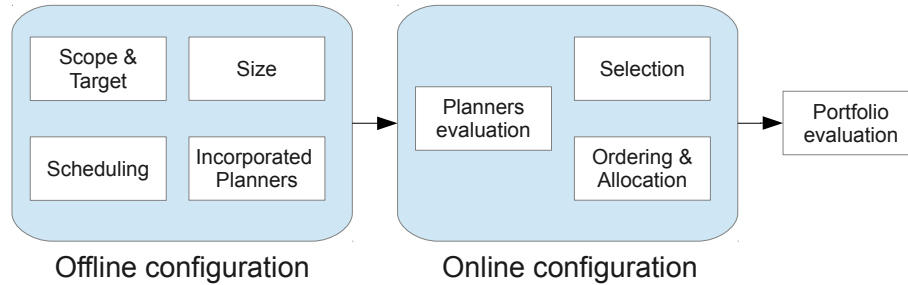 Scope &
Target
Size
Scheduling
Incorporated
Planners
Offline configuration
Planners
evaluation
Selection
Ordering &
Allocation
Online configuration
Portfolio
evaluation